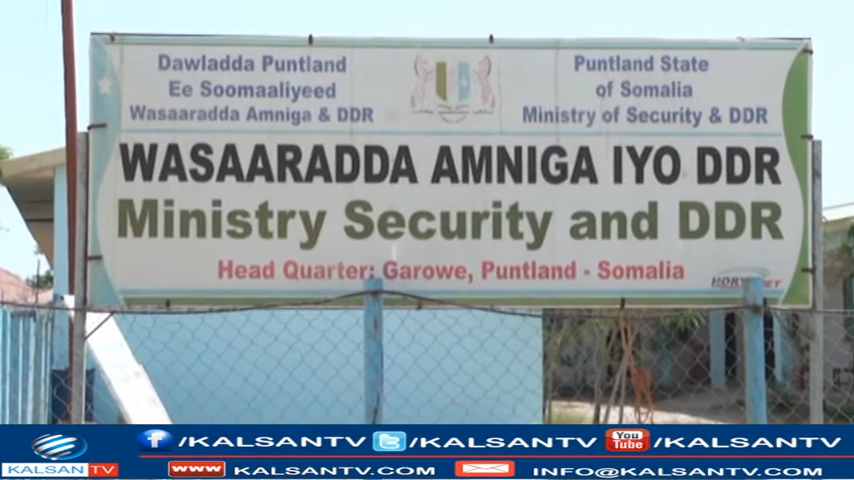 Dawladda Puntland
Ee Soomaaliyeed
Wasaaradda Amniga & DDR
Puntland State
of Somalia
Ministry of Security & DDR
WASAARADDA AMNIGA IYO DDR
Ministry Security and DDR
Head Quarter: Garowe, Puntland - Somalia
KALSAN TV
/KALSANTV
/KALSANTV
You Tube /KALSANTV
www KALSANTV.COM
INFO@KALSANTV.COM